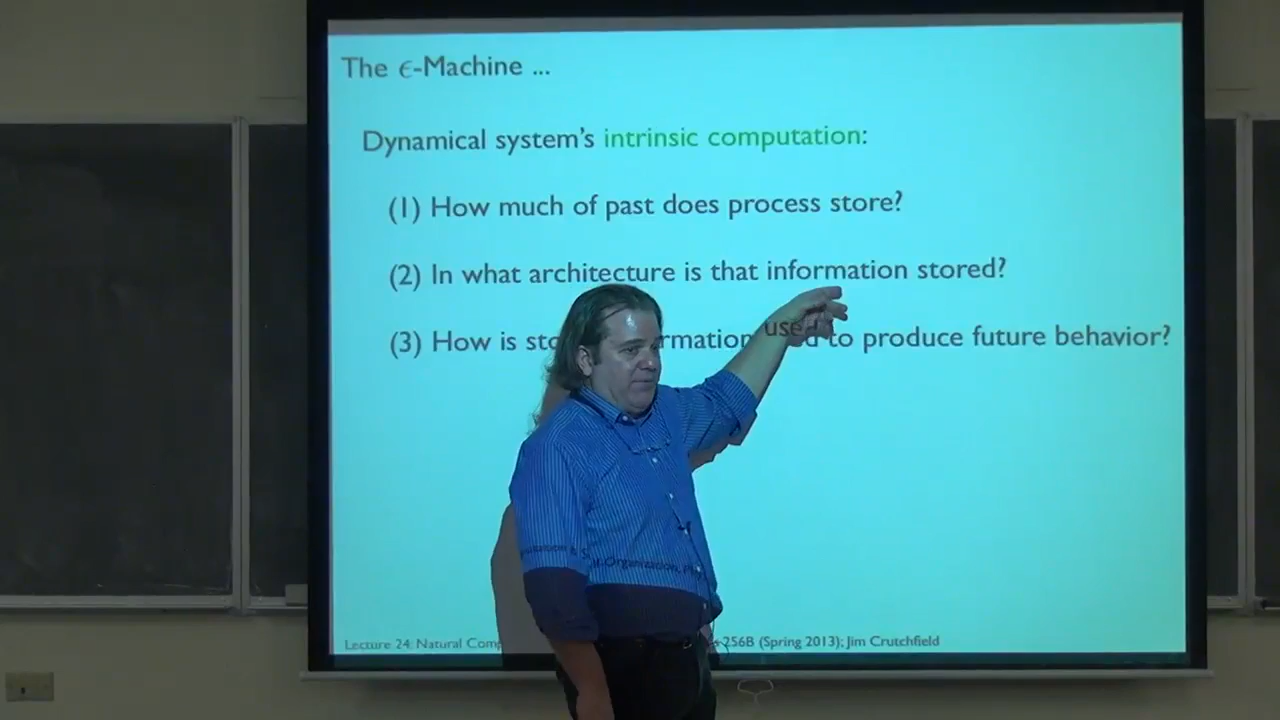 The ϵ-Machine ...
Dynamical system's intrinsic computation:
(1) How much of past does process store?
(2) In what architecture is that information stored?
(3) How is sto rmation used to produce future behavior?
Lecture 24: Natural Comp 256B (Spring 2013); Jim Crutchfield